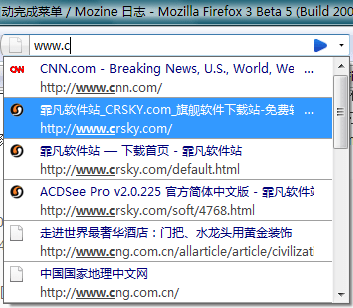 动完成菜单 / Mozine 日志 - Mozilla Firefox 3 Beta 5 (Build 200
www.c
CNN.com - Breaking News, U.S., World, We ...
http://www.cnn.com/
霏凡软件站_CRSKY.com_旗舰软件下载站-免费软 ...
http://www.crsky.com/
霏凡软件站 — 下载首页 - 霏凡软件站
http://www.crsky.com/default.html
ACDSee Pro v2.0.225 官方简体中文版 - 霏凡软件站
http://www.crsky.com/soft/4768.html
走进世界最奢华酒店：门把、水龙头用黄金装饰
http://www.cng.com.cn/allarticle/article/civilizat
中国国家地理中文网
http://www.cng.com.cn/